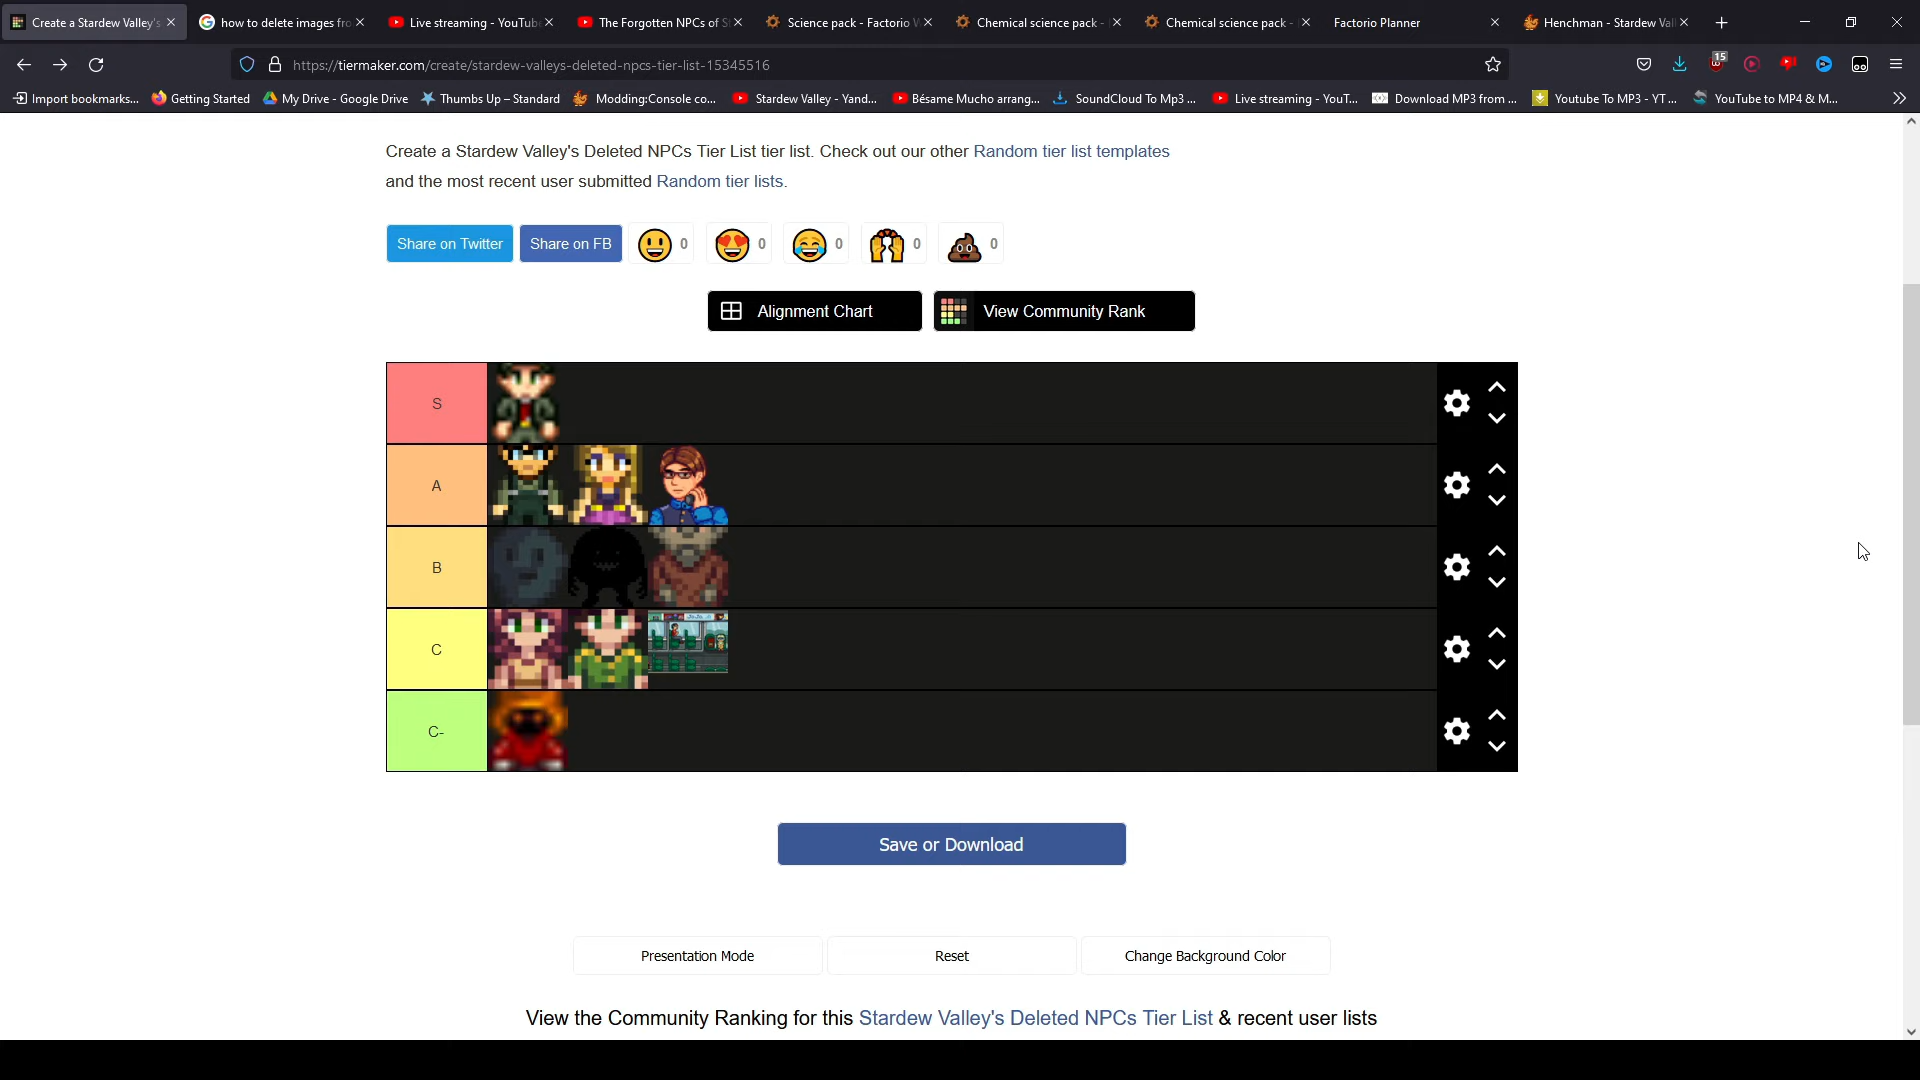 Create a Stardew Valley's
how to delete images fro
Live streaming - YouTube
The Forgotten NPCs of S
Science pack - Factorio W
Chemical science pack -
Chemical science pack -
Factorio Planner
Henchman - Stardew Vall
https://tiermaker.com/create/stardew-valleys-deleted-npcs-tier-list-15345516
15
Import bookmarks...
Getting Started
My Drive - Google Drive
Thumbs Up – Standard
Modding:Console co...
Stardew Valley - Yand...
Bésame Mucho arrang...
SoundCloud To Mp3 ...
Live streaming - YouT...
Download MP3 from ...
Youtube To MP3 - YT ...
YouTube to MP4 & M...
Create a Stardew Valley's Deleted NPCs Tier List tier list. Check out our other Random tier list templates
and the most recent user submitted Random tier lists.
Share on Twitter
Share on FB
0
0
0
0
0
Alignment Chart
View Community Rank
S
A
B
C
C-
Save or Download
Presentation Mode
Reset
Change Background Color
View the Community Ranking for this Stardew Valley's Deleted NPCs Tier List & recent user lists